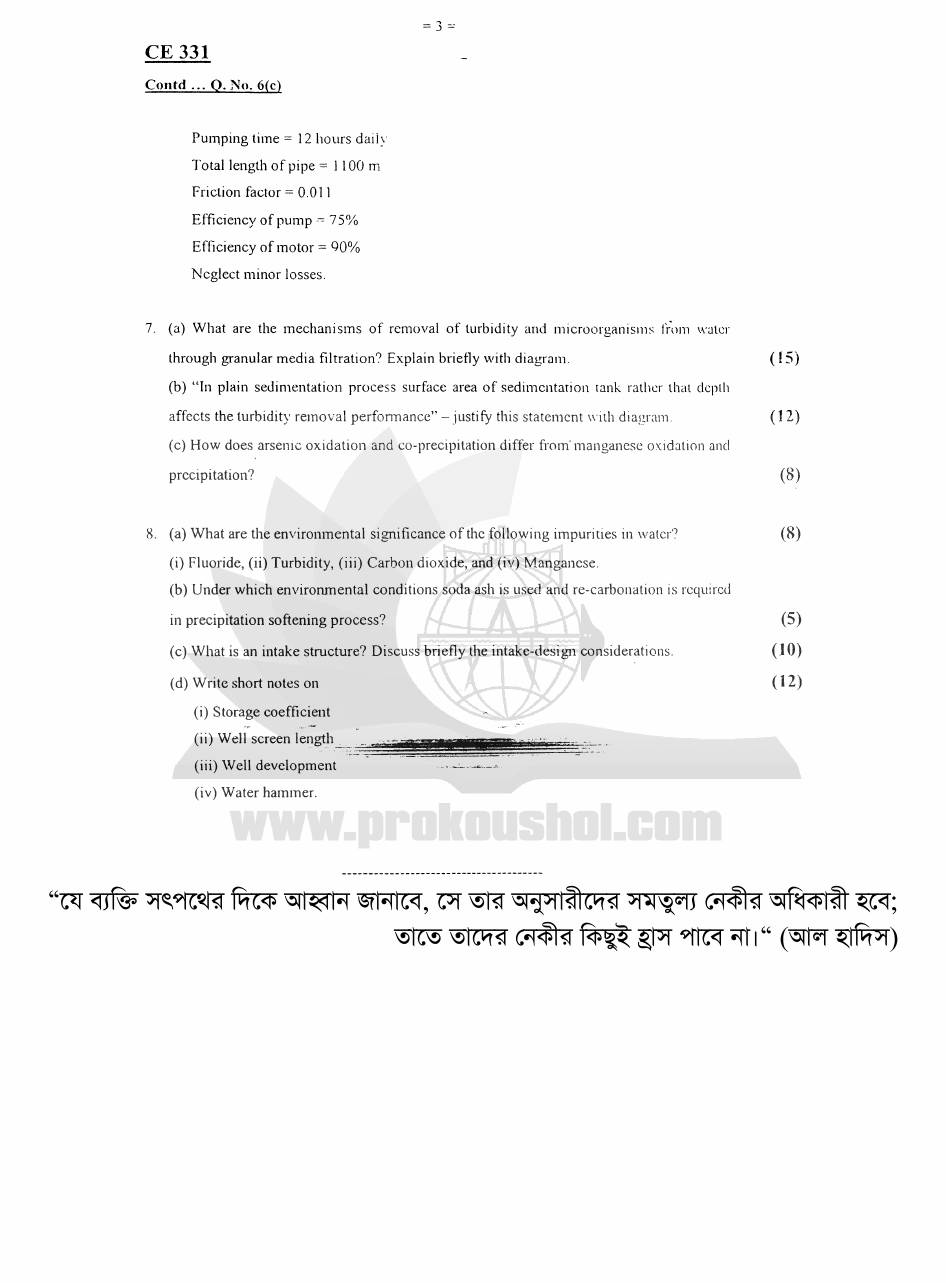 = 3 =
CE 331
Contd ... Q. No. 6(c)
Pumping time = 12 hours daily
Total length of pipe = 1100 m
Friction factor = 0.011
Efficiency of pump = 75%
Efficiency of motor = 90%
Neglect minor losses.
7. (a) What are the mechanisms of removal of turbidity and microorganisms from water
through granular media filtration? Explain briefly with diagram. (15)
(b) “In plain sedimentation process surface area of sedimentation tank rather that depth
affects the turbidity removal performance” – justify this statement with diagram. (12)
(c) How does arsenic oxidation and co-precipitation differ from manganese oxidation and
precipitation? (8)
8. (a) What are the environmental significance of the following impurities in water? (8)
(i) Fluoride, (ii) Turbidity, (iii) Carbon dioxide, and (iv) Manganese.
(b) Under which environmental conditions soda ash is used and re-carbonation is required
in precipitation softening process? (5)
(c) What is an intake structure? Discuss briefly the intake-design considerations. (10)
(d) Write short notes on (12)
(i) Storage coefficient
(ii) Well screen length
(iii) Well development
(iv) Water hammer.
www.prokoushol.com
“যে ব্যক্তি সৎপথের দিকে আহ্বান জানাবে, সে তার অনুসারীদের সমতুল্য নেকীর অধিকারী হবে;
তাতে তাদের নেকীর কিছুই হ্রাস পাবে না।“ (আল হাদিস)